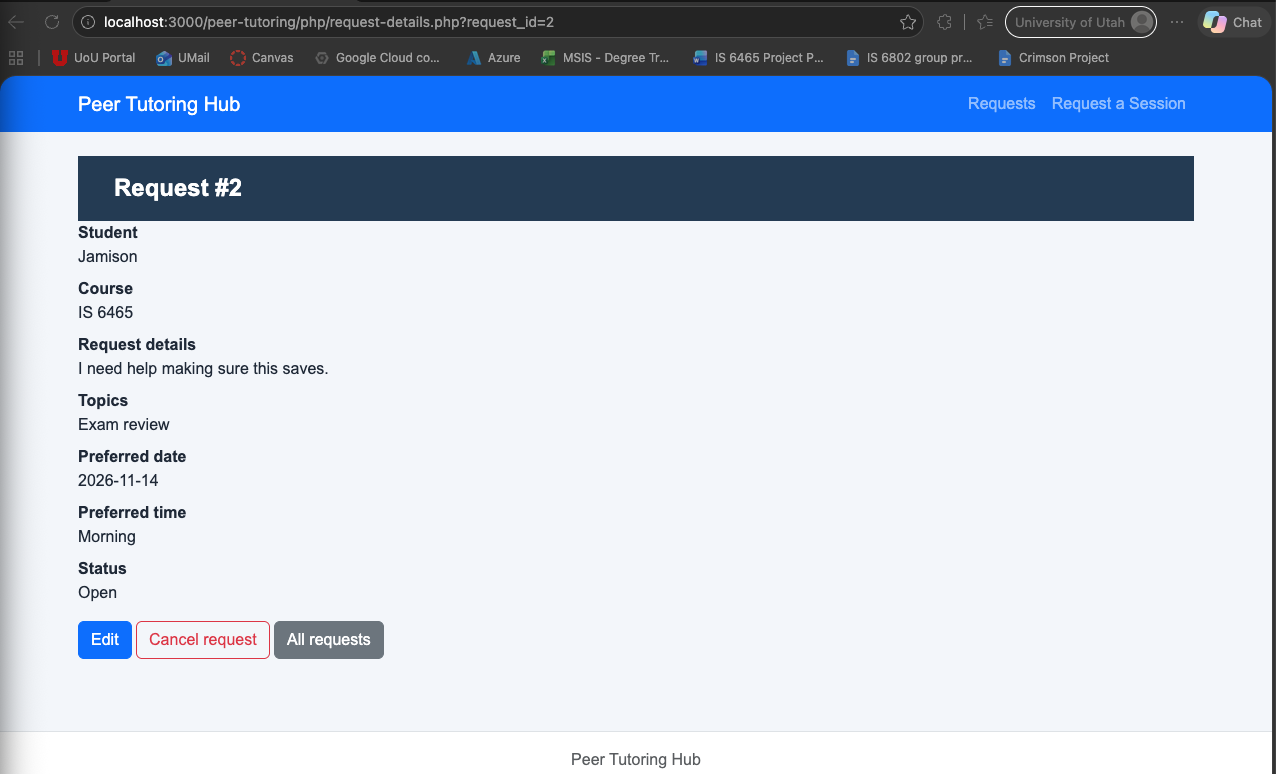 localhost:3000/peer-tutoring/php/request-details.php?request_id=2
University of Utah
Chat
UoU Portal
UMail
Canvas
Google Cloud co...
Azure
MSIS - Degree Tr...
IS 6465 Project P...
IS 6802 group pr...
Crimson Project
Peer Tutoring Hub
Requests
Request a Session
Request #2
Student
Jamison
Course
IS 6465
Request details
I need help making sure this saves.
Topics
Exam review
Preferred date
2026-11-14
Preferred time
Morning
Status
Open
Edit
Cancel request
All requests
Peer Tutoring Hub